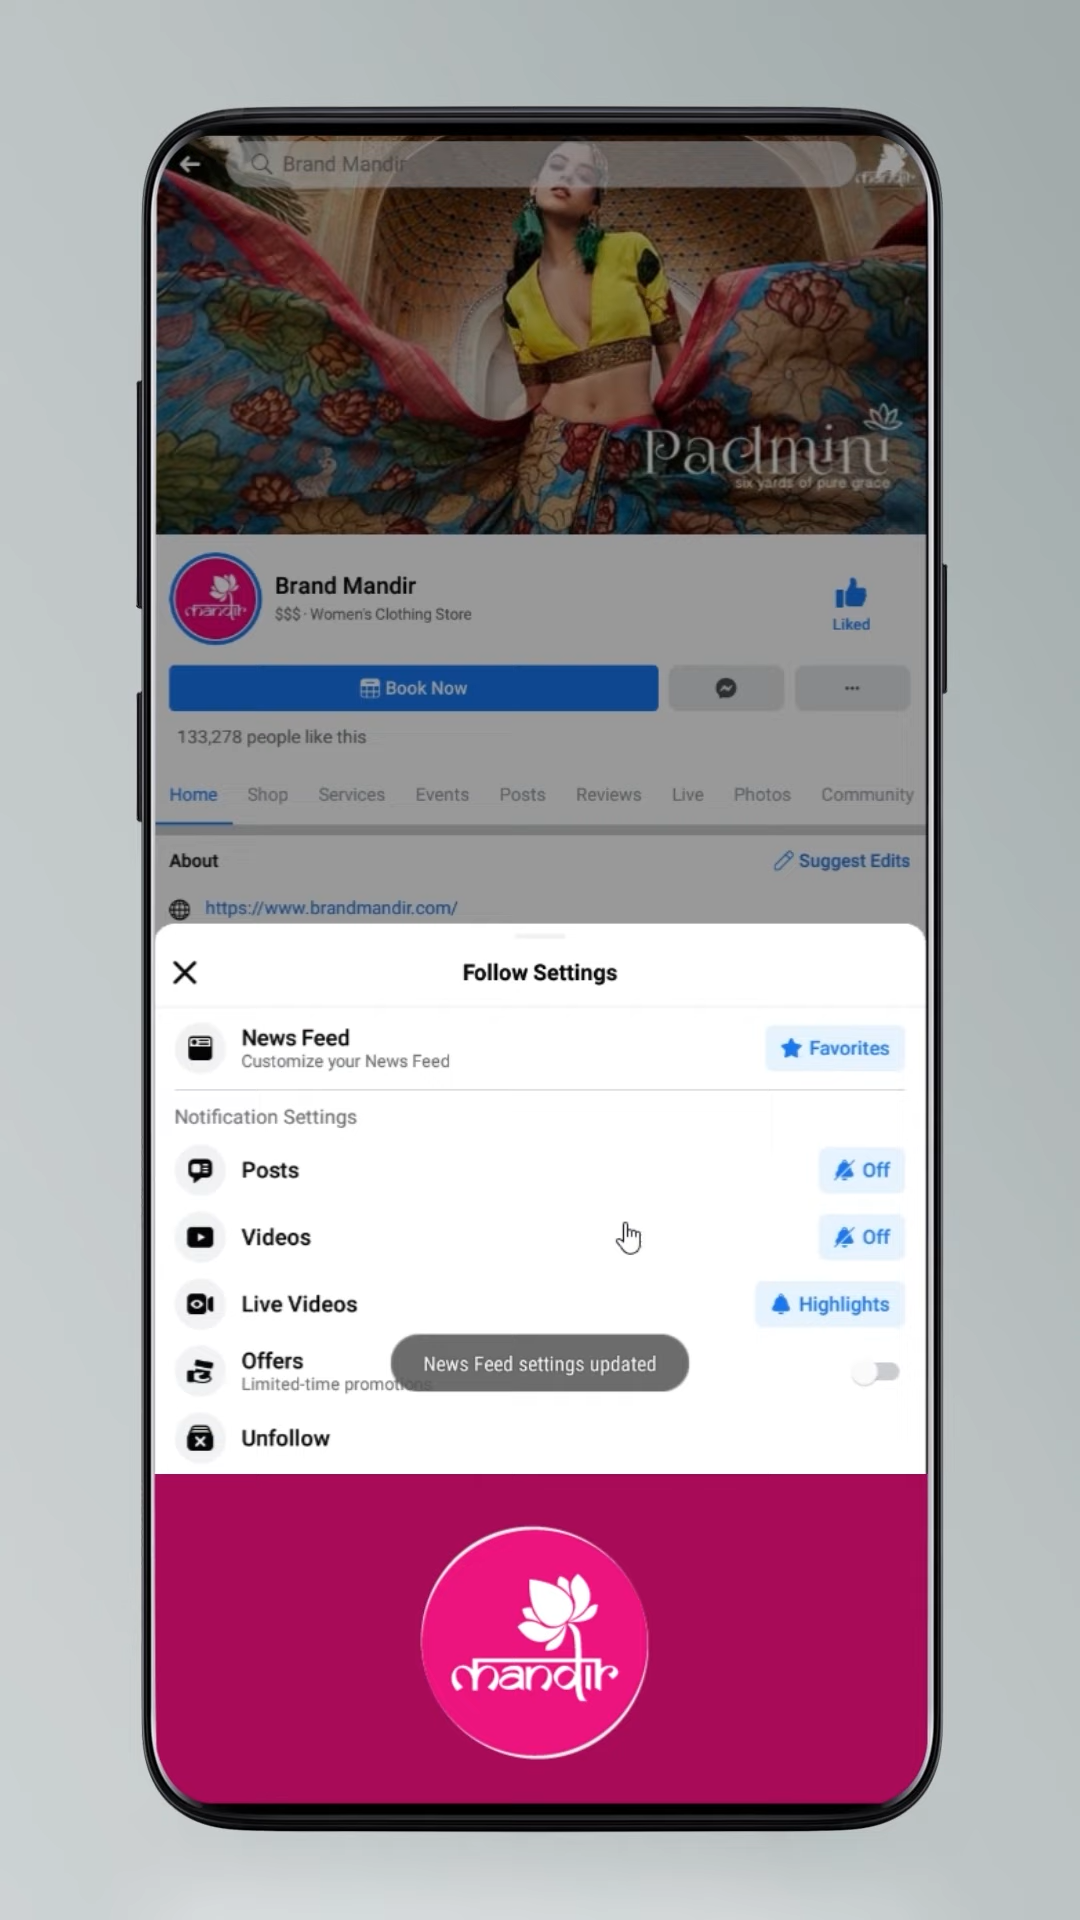 Brand Mandir
mandir
Padmini
six yards of pure grace
mandir
Brand Mandir
$$$ · Women's Clothing Store
Liked
Book Now
133,278 people like this
Home Shop Services Events Posts Reviews Live Photos Community
About
Suggest Edits
https://www.brandmandir.com/
Follow Settings
News Feed
Customize your News Feed
Favorites
Notification Settings
Posts
Off
Videos
Off
Live Videos
Highlights
Offers
Limited-time promotions
News Feed settings updated
Unfollow
mandir